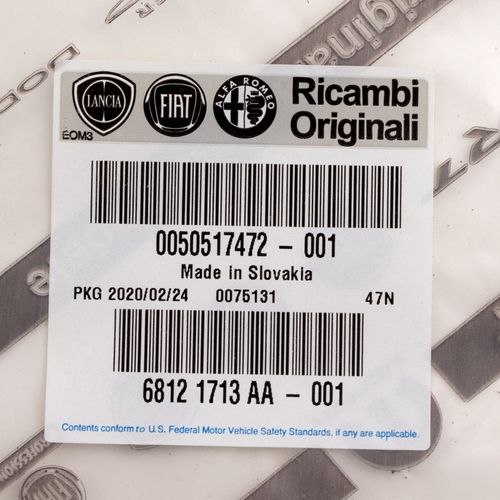 LANCIA FIAT ALFA ROMEO Ricambi
EOM3 Originali
0050517472 - 001
Made in Slovakia
PKG 2020/02/24 0075131 47N
6812 1713 AA - 001
Contents conform to U.S. Federal Motor Vehicle Safety Standards, if any are applicable.